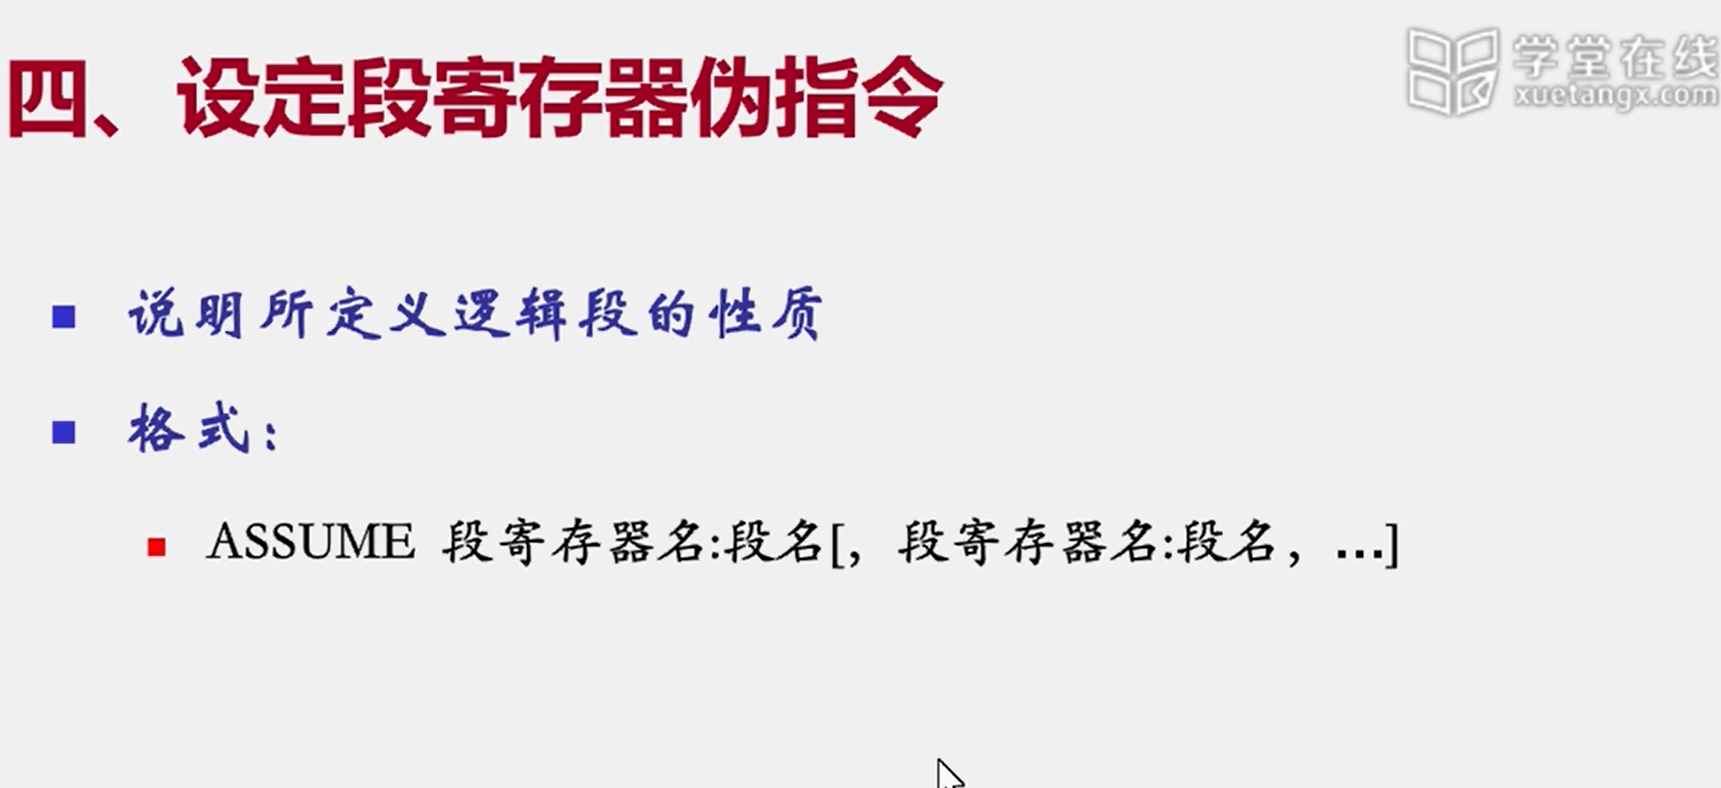 四、设定段寄存器伪指令
学堂在线
xuetangx.com
说明所定义逻辑段的性质
格式：
ASSUME 段寄存器名:段名[，段寄存器名:段名，…]